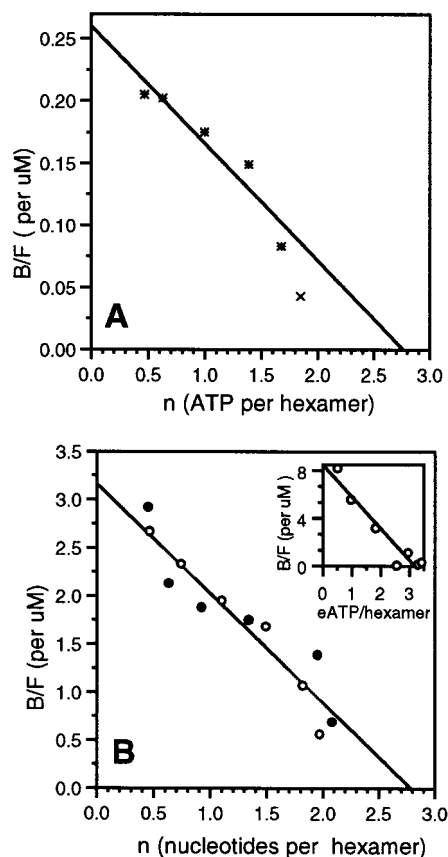 0.25
0.20
0.15
0.10
0.05
0.00
B/F ( per uM)
A
0.0 0.5 1.0 1.5 2.0 2.5 3.0
n (ATP per hexamer)
3.5
3.0
2.5
2.0
1.5
1.0
0.5
0.0
B/F (per uM)
B
8
4
0
B/F (per uM)
0 1 2 3
eATP/hexamer
0.0 0.5 1.0 1.5 2.0 2.5 3.0
n (nucleotides per hexamer)